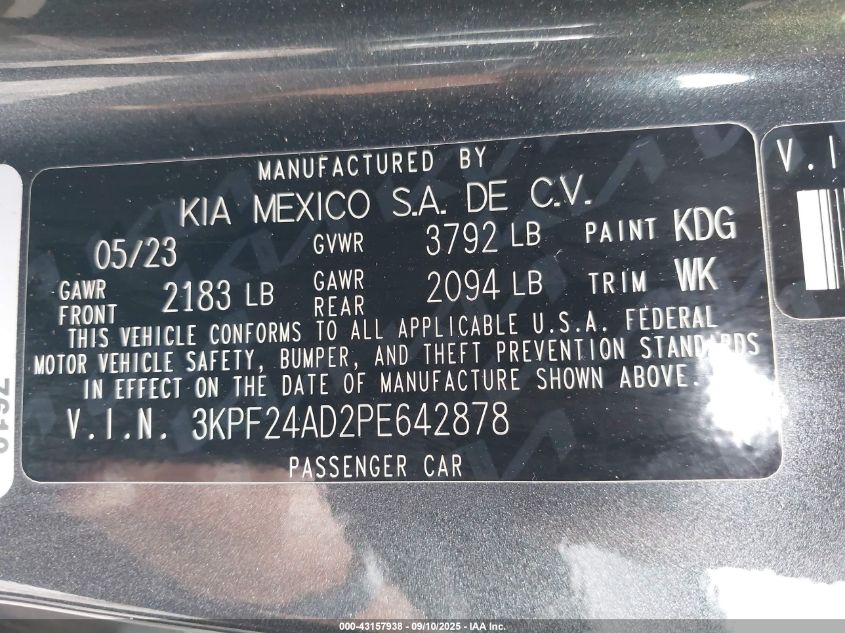 MANUFACTURED BY
KIA MEXICO S.A. DE C.V.
05/23 GVWR 3792 LB PAINT KDG
GAWR FRONT 2183 LB GAWR REAR 2094 LB TRIM WK
THIS VEHICLE CONFORMS TO ALL APPLICABLE U.S.A. FEDERAL
MOTOR VEHICLE SAFETY, BUMPER, AND THEFT PREVENTION STANDARDS
IN EFFECT ON THE DATE OF MANUFACTURE SHOWN ABOVE.
V.I.N. 3KPF24AD2PE642878
PASSENGER CAR
V.I
000-43157938 - 09/10/2025 - IAA Inc.